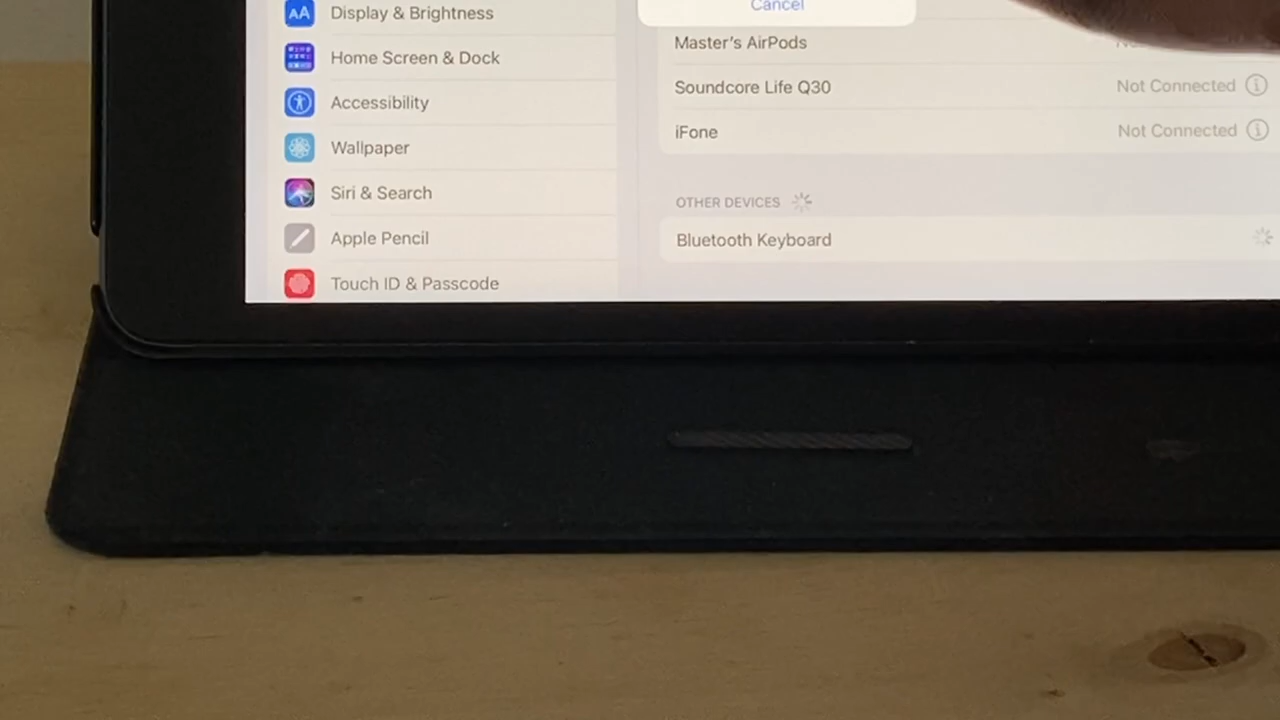 Cancel
Display & Brightness
Home Screen & Dock
Accessibility
Wallpaper
Siri & Search
Apple Pencil
Touch ID & Passcode
Master's AirPods
Soundcore Life Q30 Not Connected
iFone Not Connected
OTHER DEVICES
Bluetooth Keyboard